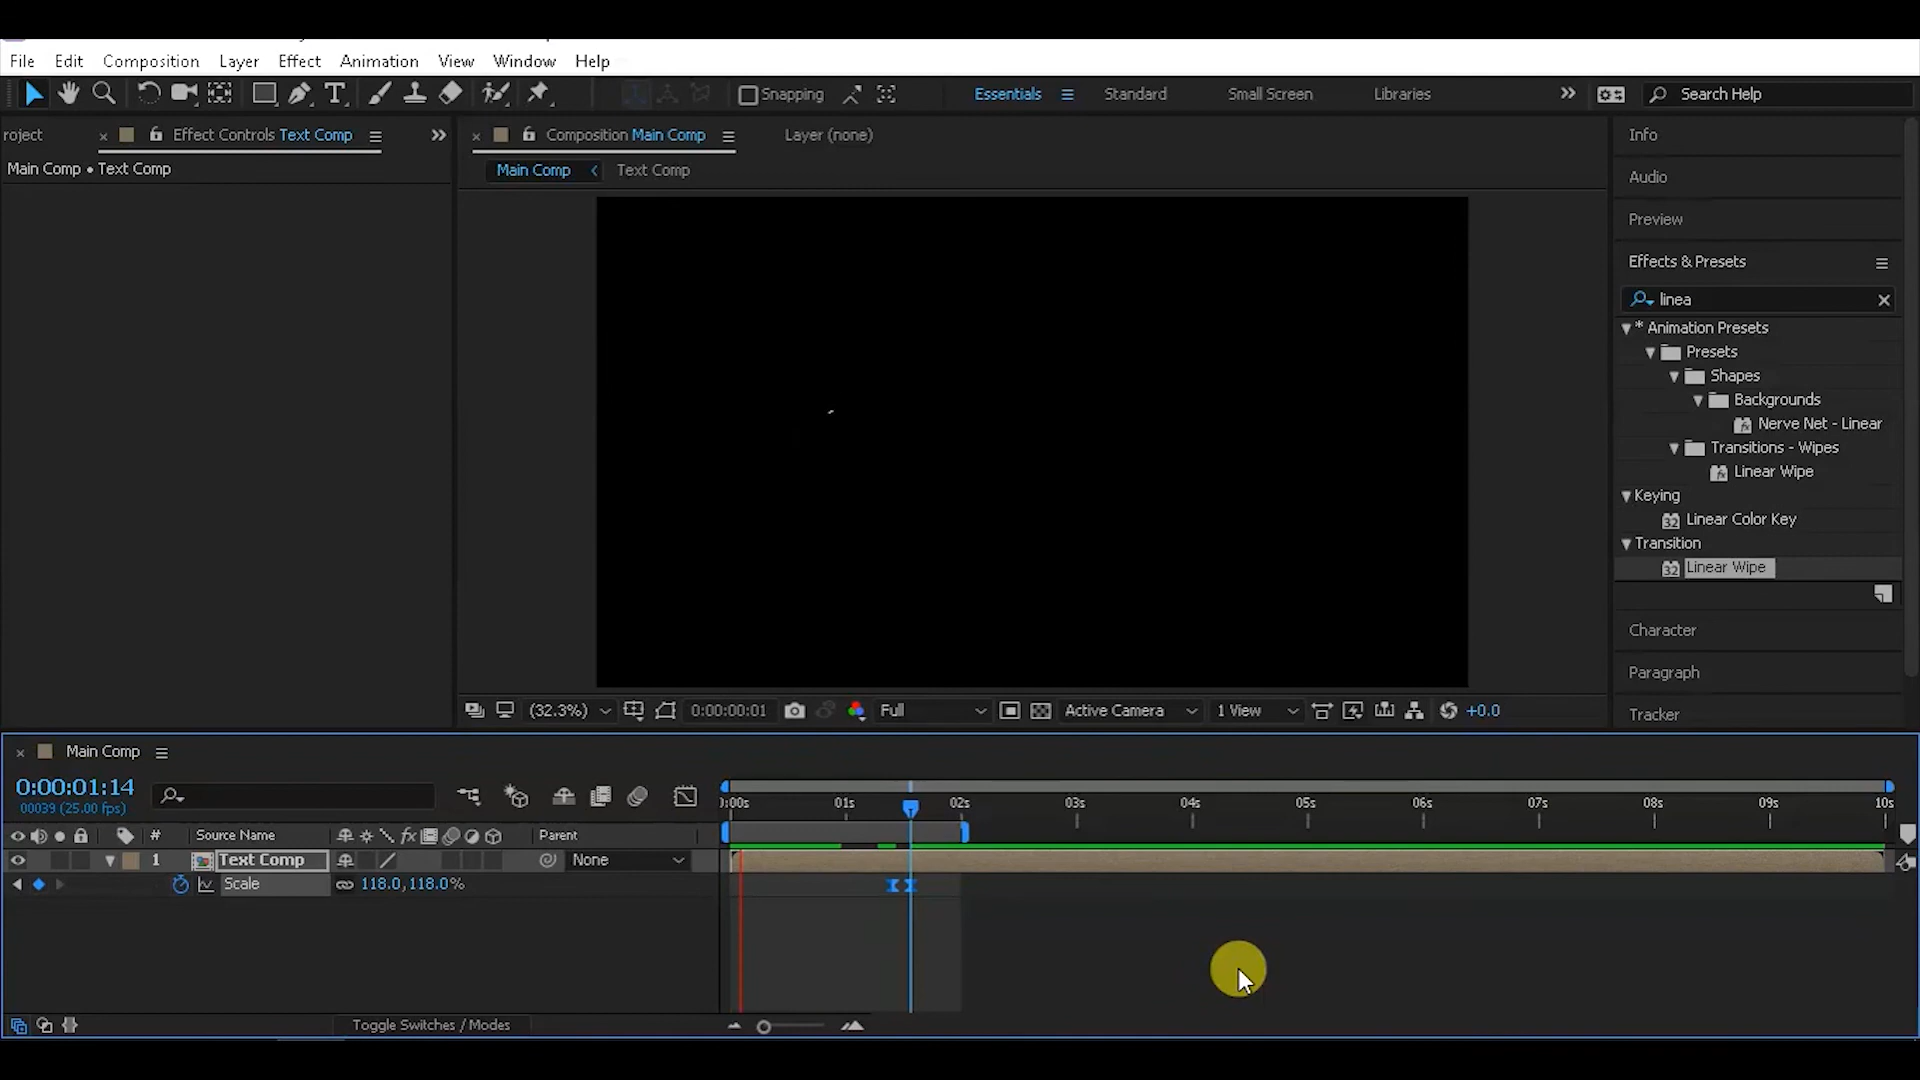 File Edit Composition Layer Effect Animation View Window Help
Snapping Essentials Standard Small Screen Libraries Search Help
roject Effect Controls Text Comp Composition Main Comp Layer (none) Info
Main Comp • Text Comp Main Comp Text Comp Audio
Preview
Effects & Presets
linea
* Animation Presets
Presets
Shapes
Backgrounds
Nerve Net - Linear
Transitions - Wipes
Linear Wipe
Keying
32 Linear Color Key
Transition
32 Linear Wipe
Character
Paragraph
Tracker
(32.3%) 0:00:00:01 Full Active Camera 1 View +0.0
Main Comp
0:00:01:14
00039 (25.00 fps)
):00s 01s 02s 03s 04s 05s 06s 07s 08s 09s 10s
# Source Name fx Parent
1 Text Comp None
Scale 118.0,118.0%
Toggle Switches / Modes